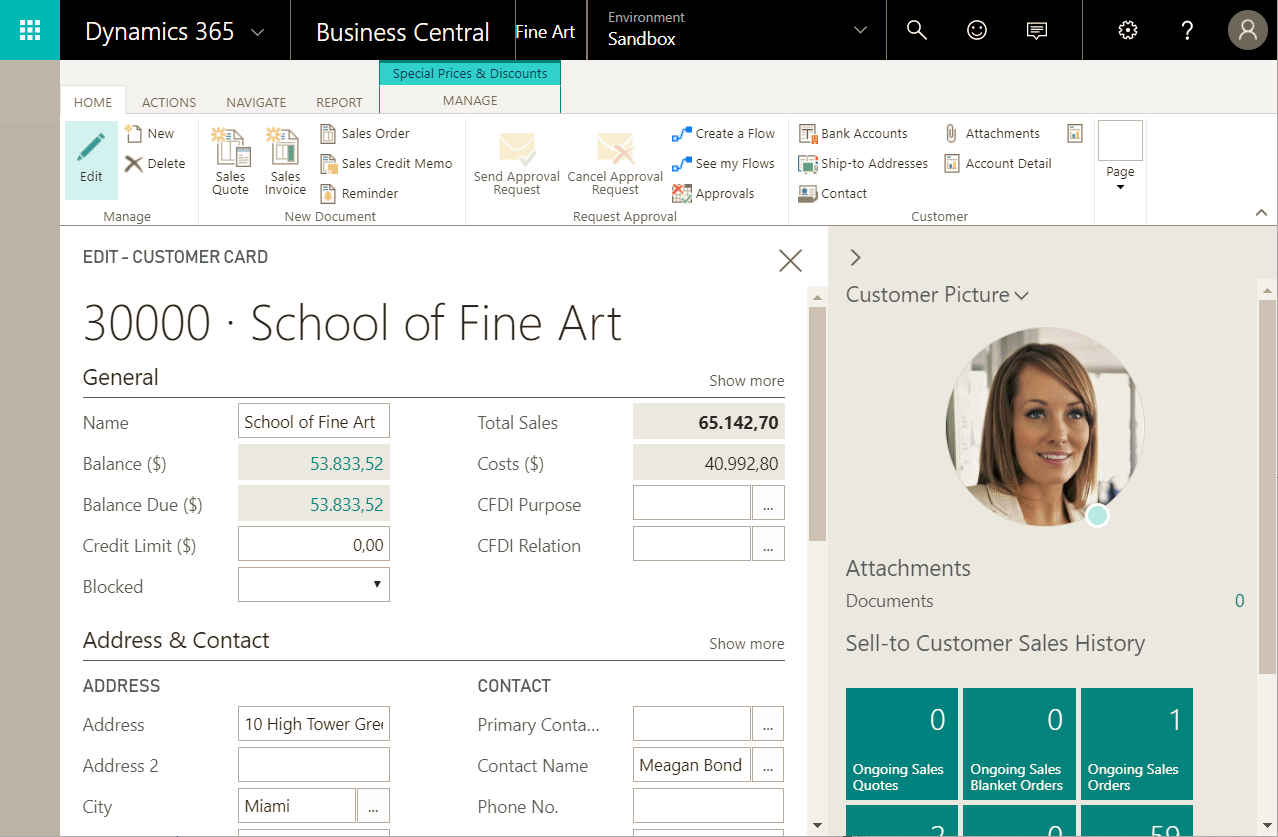 Dynamics 365
Business Central
Fine Art
Environment
Sandbox
Special Prices & Discounts
HOME
ACTIONS
NAVIGATE
REPORT
MANAGE
Edit
New
Delete
Manage
Sales
Quote
Sales
Invoice
Sales Order
Sales Credit Memo
Reminder
New Document
Send Approval
Request
Cancel Approval
Request
Create a Flow
See my Flows
Approvals
Request Approval
Bank Accounts
Ship-to Addresses
Contact
Attachments
Account Detail
Customer
Page
EDIT - CUSTOMER CARD
30000 · School of Fine Art
General
Show more
Name
School of Fine Art
Balance ($)
53.833,52
Balance Due ($)
53.833,52
Credit Limit ($)
0,00
Blocked
Total Sales
65.142,70
Costs ($)
40.992,80
CFDI Purpose
...
CFDI Relation
...
Address & Contact
Show more
ADDRESS
Address
10 High Tower Gree
Address 2
City
Miami
...
CONTACT
Primary Conta...
...
Contact Name
Meagan Bond
...
Phone No.
Customer Picture
Attachments
Documents
0
Sell-to Customer Sales History
0
Ongoing Sales
Quotes
0
Ongoing Sales
Blanket Orders
1
Ongoing Sales
Orders